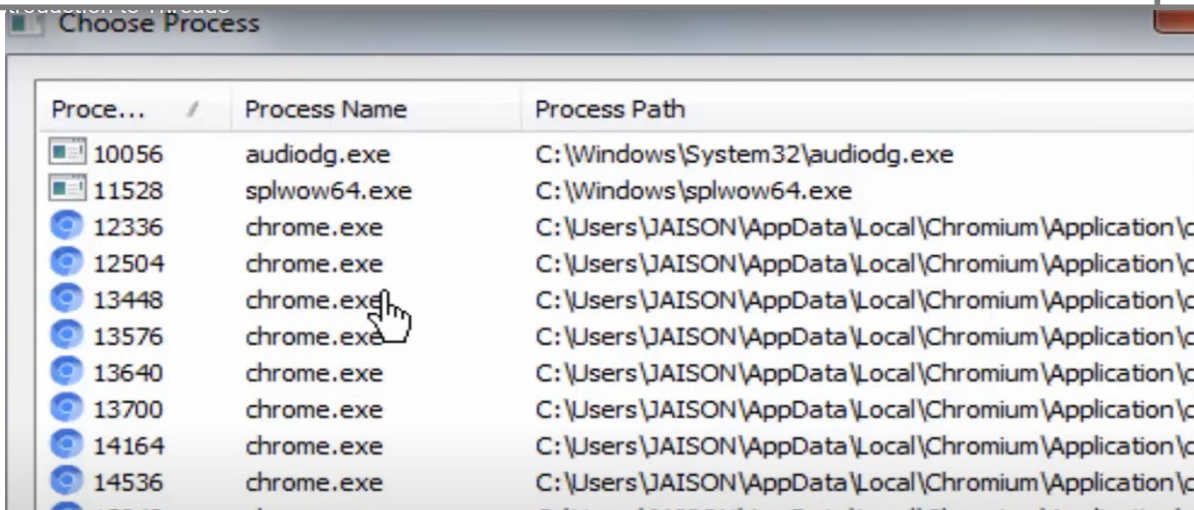 Introduction to Threads
Choose Process
Proce... Process Name Process Path
10056 audiodg.exe C:\Windows\System32\audiodg.exe
11528 splwow64.exe C:\Windows\splwow64.exe
12336 chrome.exe C:\Users\JAISON\AppData\Local\Chromium\Application\c
12504 chrome.exe C:\Users\JAISON\AppData\Local\Chromium\Application\c
13448 chrome.exe C:\Users\JAISON\AppData\Local\Chromium\Application\c
13576 chrome.exe C:\Users\JAISON\AppData\Local\Chromium\Application\c
13640 chrome.exe C:\Users\JAISON\AppData\Local\Chromium\Application\c
13700 chrome.exe C:\Users\JAISON\AppData\Local\Chromium\Application\c
14164 chrome.exe C:\Users\JAISON\AppData\Local\Chromium\Application\c
14536 chrome.exe C:\Users\JAISON\AppData\Local\Chromium\Application\c